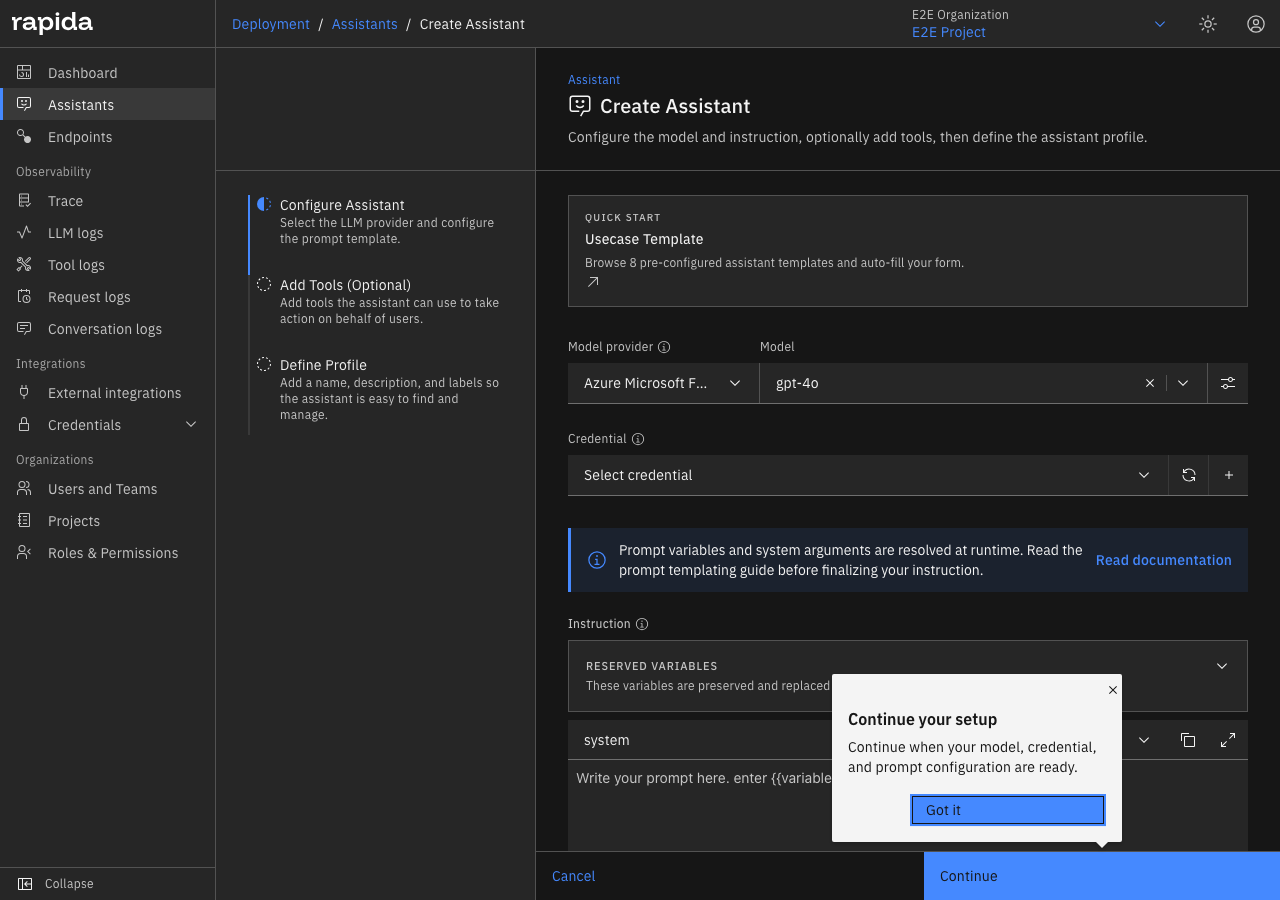 rapida
Deployment / Assistants / Create Assistant
E2E Organization
E2E Project
Dashboard
Assistants
Endpoints
Observability
Trace
LLM logs
Tool logs
Request logs
Conversation logs
Integrations
External integrations
Credentials
Organizations
Users and Teams
Projects
Roles & Permissions
Collapse
Configure Assistant
Select the LLM provider and configure
the prompt template.
Add Tools (Optional)
Add tools the assistant can use to take
action on behalf of users.
Define Profile
Add a name, description, and labels so
the assistant is easy to find and
manage.
Assistant
Create Assistant
Configure the model and instruction, optionally add tools, then define the assistant profile.
QUICK START
Usecase Template
Browse 8 pre-configured assistant templates and auto-fill your form.
Model provider Model
Azure Microsoft F... gpt-4o
Credential
Select credential
Prompt variables and system arguments are resolved at runtime. Read the
prompt templating guide before finalizing your instruction.
Read documentation
Instruction
RESERVED VARIABLES
These variables are preserved and replaced
system
Write your prompt here. enter {{variable
Continue your setup
Continue when your model, credential,
and prompt configuration are ready.
Got it
Cancel
Continue